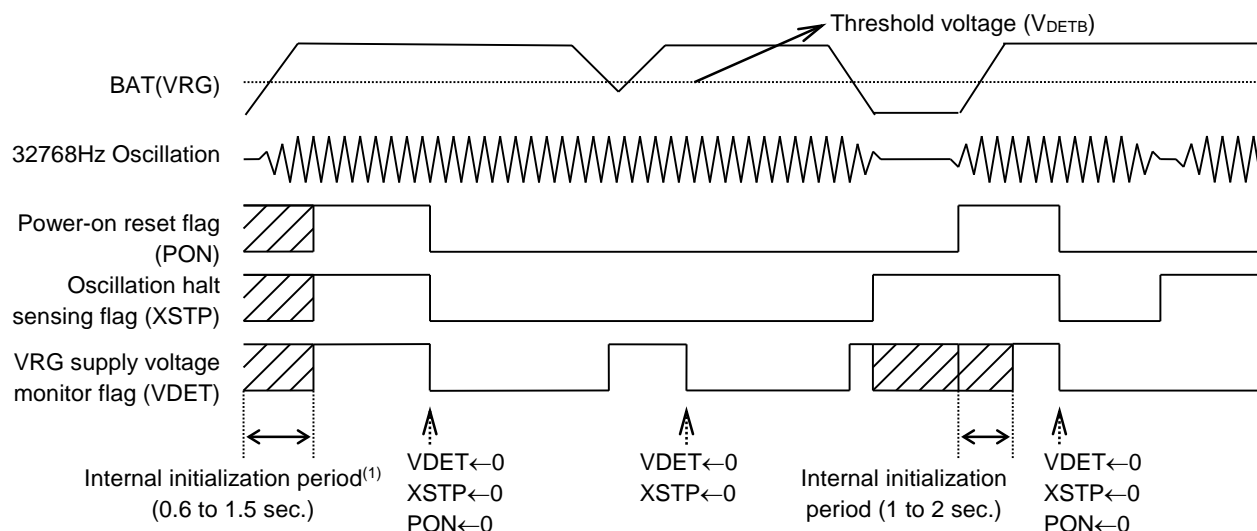 Threshold voltage (VDETB)
BAT(VRG)
32768Hz Oscillation
Power-on reset flag
(PON)
Oscillation halt
sensing flag (XSTP)
VRG supply voltage
monitor flag (VDET)
Internal initialization period(1)
(0.6 to 1.5 sec.)
VDET←0
XSTP←0
PON←0
VDET←0
XSTP←0
Internal initialization
period (1 to 2 sec.)
VDET←0
XSTP←0
PON←0